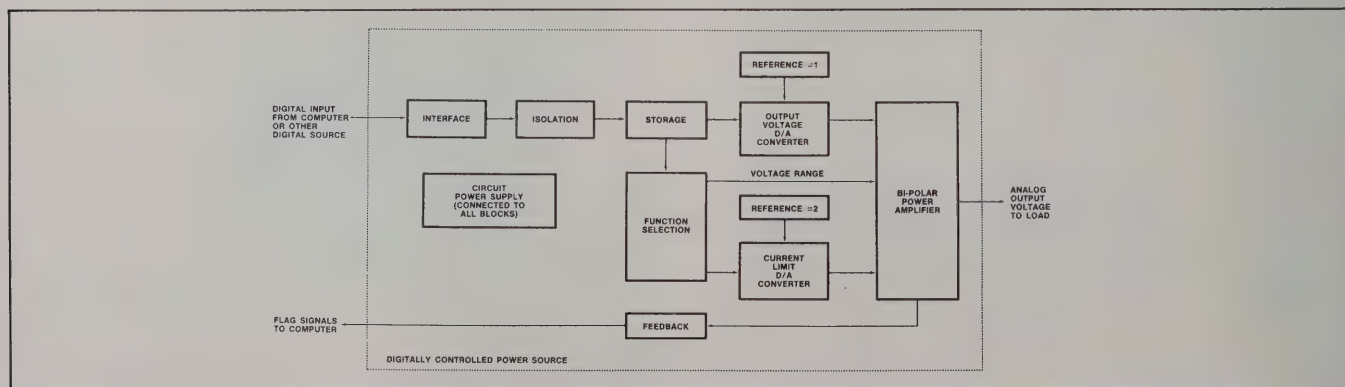 REFERENCE =1
DIGITAL INPUT
FROM COMPUTER
OR OTHER
DIGITAL SOURCE
INTERFACE
ISOLATION
STORAGE
OUTPUT
VOLTAGE
D/A
CONVERTER
CIRCUIT
POWER SUPPLY
(CONNECTED TO
ALL BLOCKS)
FUNCTION
SELECTION
VOLTAGE RANGE
REFERENCE =2
CURRENT
LIMIT
D/A
CONVERTER
BI-POLAR
POWER
AMPLIFIER
ANALOG
OUTPUT
VOLTAGE
TO LOAD
FLAG SIGNALS
TO COMPUTER
FEEDBACK
DIGITALLY CONTROLLED POWER SOURCE